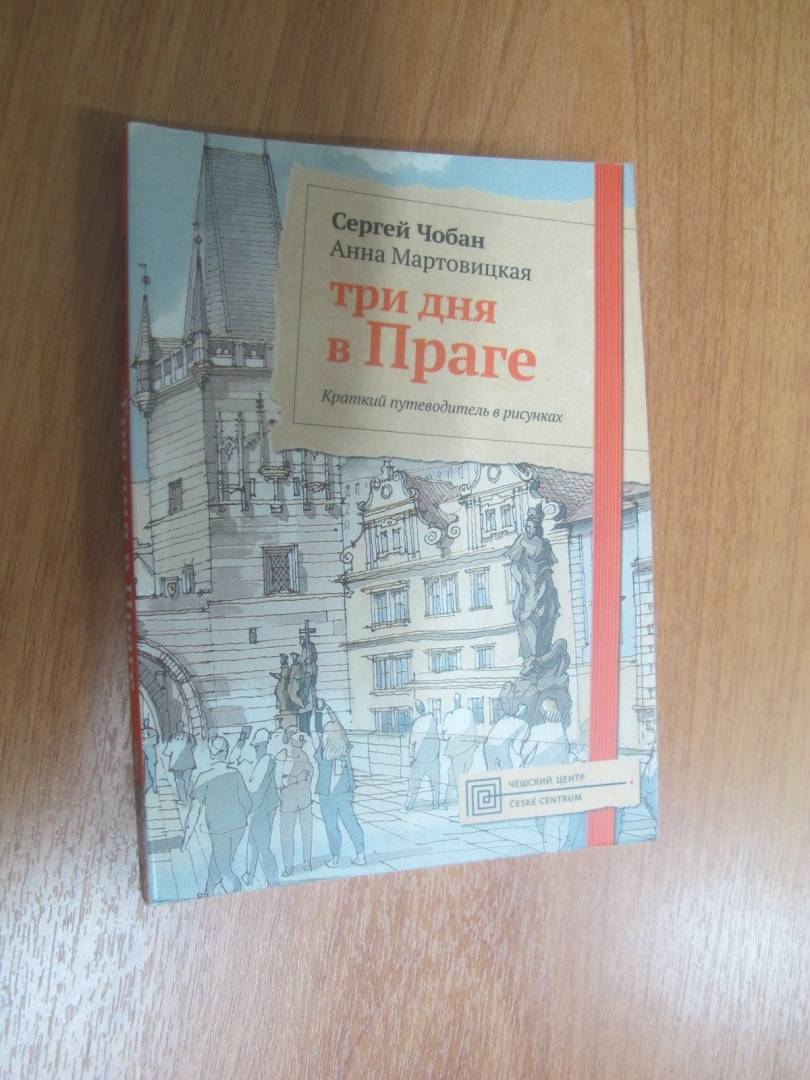 Сергей Чобан
Анна Мартовицкая
три дня
в Праге
Краткий путеводитель в рисунках
ЧЕШСКИЙ ЦЕНТР
ČESKÉ CENTRUM